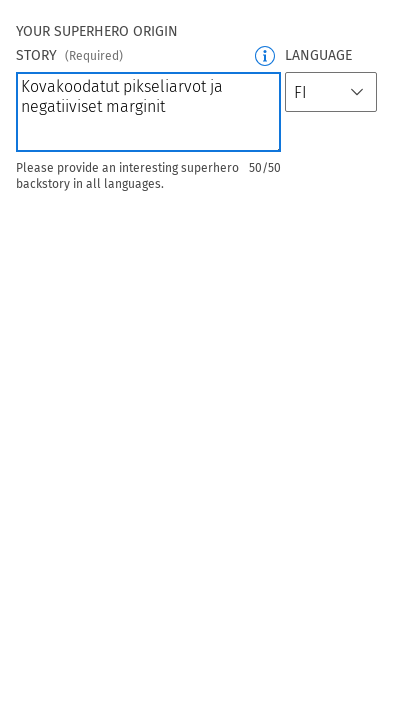 YOUR SUPERHERO ORIGIN
STORY (Required)
LANGUAGE
Kovakoodatut pikseliarvot ja
negatiiviset marginit
FI
Please provide an interesting superhero 50/50
backstory in all languages.